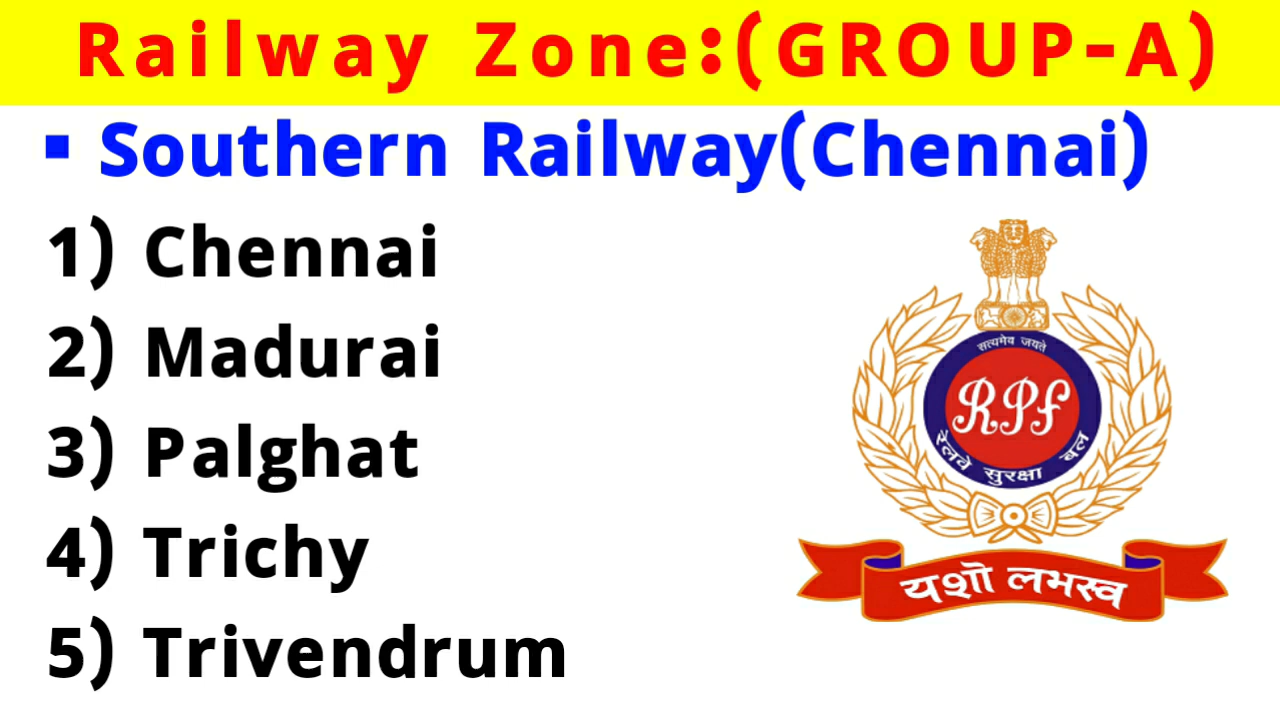 Railway Zone:(GROUP-A)
▪ Southern Railway(Chennai)
1) Chennai
2) Madurai
3) Palghat
4) Trichy
5) Trivendrum
सत्यमेव जयते
RPf
रेलवे सुरक्षा बल
यशो लभस्व